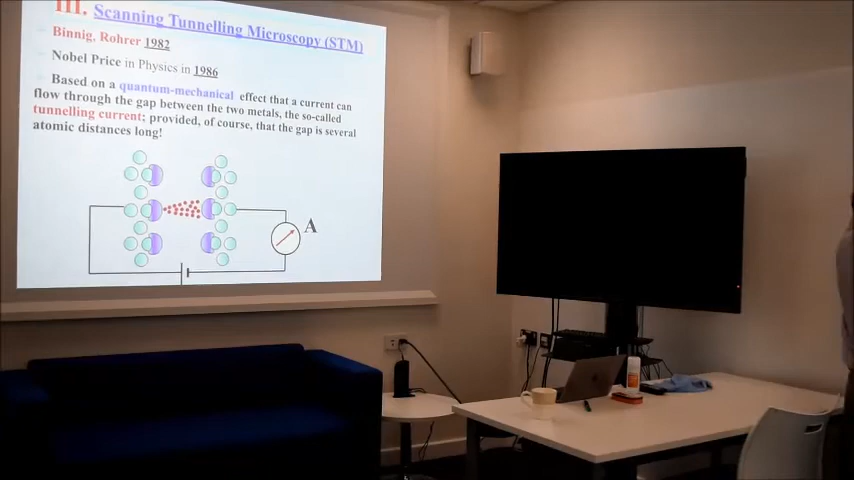 III. Scanning Tunnelling Microscopy (STM)
Binnig, Rohrer 1982
Nobel Price in Physics in 1986
Based on a quantum-mechanical effect that a current can
flow through the gap between the two metals, the so-called
tunnelling current; provided, of course, that the gap is several
atomic distances long!
A